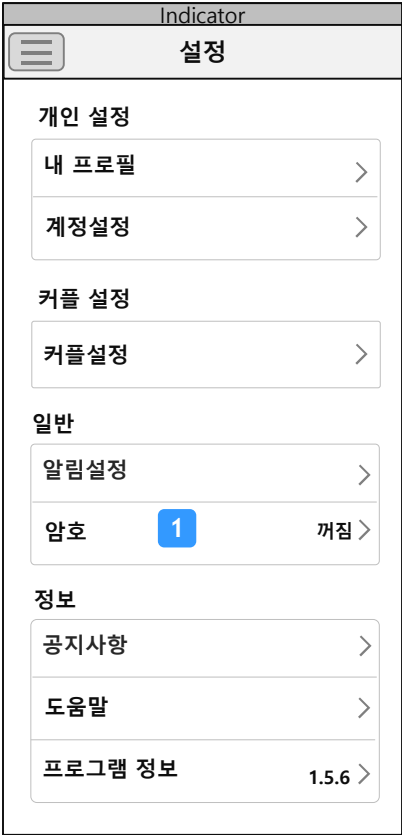 Indicator
설정
개인 설정
내 프로필
계정설정
커플 설정
커플설정
일반
알림설정
암호 1 꺼짐
정보
공지사항
도움말
프로그램 정보 1.5.6